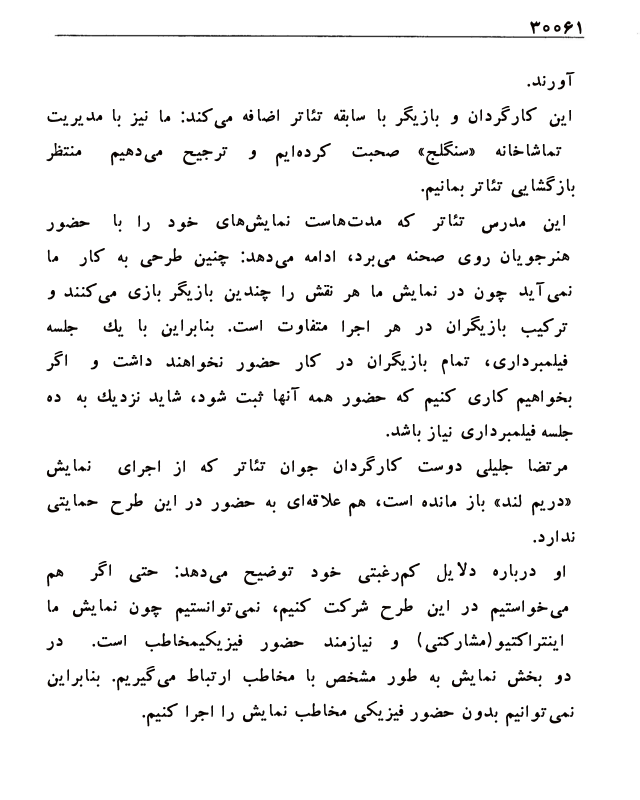 ۳۰۰۶۱
آورند.
این کارگردان و بازیگر با سابقه تئاتر اضافه می‌کند: ما نیز با مدیریت
تماشاخانه «سنگلج» صحبت کرده‌ایم و ترجیح می‌دهیم منتظر
بازگشایی تئاتر بمانیم.
این مدرس تئاتر که مدت‌هاست نمایش‌های خود را با حضور
هنرجویان روی صحنه می‌برد، ادامه می‌دهد: چنین طرحی به کار ما
نمی‌آید چون در نمایش ما هر نقش را چندین بازیگر بازی می‌کنند و
ترکیب بازیگران در هر اجرا متفاوت است. بنابراین با یك جلسه
فیلمبرداری، تمام بازیگران در کار حضور نخواهند داشت و اگر
بخواهیم کاری کنیم که حضور همه آنها ثبت شود، شاید نزدیك به ده
جلسه فیلمبرداری نیاز باشد.
مرتضا جلیلی دوست کارگردان جوان تئاتر که از اجرای نمایش
«دریم لند» باز مانده است، هم علاقه‌ای به حضور در این طرح حمایتی
ندارد.
او درباره دلایل کم‌رغبتی خود توضیح می‌دهد: حتی اگر هم
می‌خواستیم در این طرح شرکت کنیم، نمی‌توانستیم چون نمایش ما
اینتراکتیو(مشارکتی) و نیازمند حضور فیزیکیمخاطب است. در
دو بخش نمایش به طور مشخص با مخاطب ارتباط می‌گیریم. بنابراین
نمی‌توانیم بدون حضور فیزیکی مخاطب نمایش را اجرا کنیم.